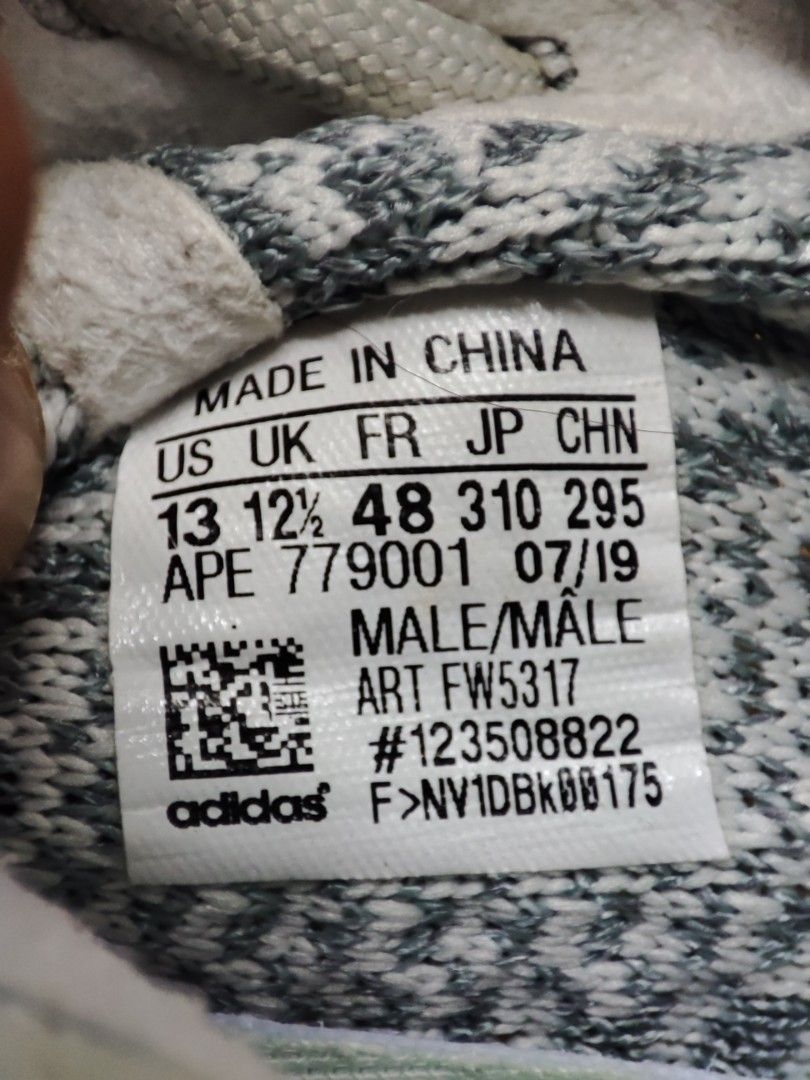 MADE IN CHINA
US UK FR JP CHN
13 12½ 48 310 295
APE 779001 07/19
MALE/MÂLE
ART FW5317
#123508822
adidas®
F>NV1DBk00175